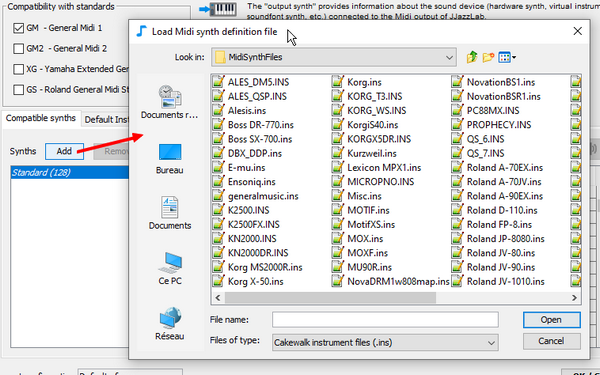 Compatibility with standards
GM - General Midi 1
GM2 - General Midi 2
XG - Yamaha Extended Gen
GS - Roland General Midi St
The "output synth" provides information about the sound device (hardware synth, virtual instrum
soundfont synth, etc.) connected to the Midi output of JJazzLab.
Compatible synths
Default Inst
Synths
Add
Remov
Standard (128)
Load Midi synth definition file
Look in:
MidiSynthFiles
Documents r...
Bureau
Documents
Ce PC
Réseau
ALES_DM5.INS
ALES_QSP.INS
Alesis.ins
Boss DR-770.ins
Boss SX-700.ins
DBX_DDP.ins
E-mu.ins
Ensoniq.ins
generalmusic.ins
K2500.INS
K2500FX.INS
KN2000.INS
KN2000DR.INS
Korg MS2000R.ins
Korg X-50.ins
Korg.ins
KORG_T3.INS
KORG_WS.INS
KorgiS40.ins
KORGX5DR.INS
Kurzweil.ins
Lexicon MPX1.ins
MICROPNO.INS
Misc.ins
MOTIF.ins
MotifXS.ins
MOX.ins
MOXF.ins
MU90R.ins
NovaDRM1w808map.ins
NovationBS1.ins
NovationBSR1.ins
PC88MX.INS
PROPHECY.INS
QS_6.INS
QS_7.INS
Roland A-70EX.ins
Roland A-70JV.ins
Roland A-90EX.ins
Roland D-110.ins
Roland FP-8.ins
Roland JP-8080.ins
Roland JV-80.ins
Roland JV-90.ins
Roland JV-1010.ins
File name:
Open
Files of type:
Cakewalk instrument files (.ins)
Cancel